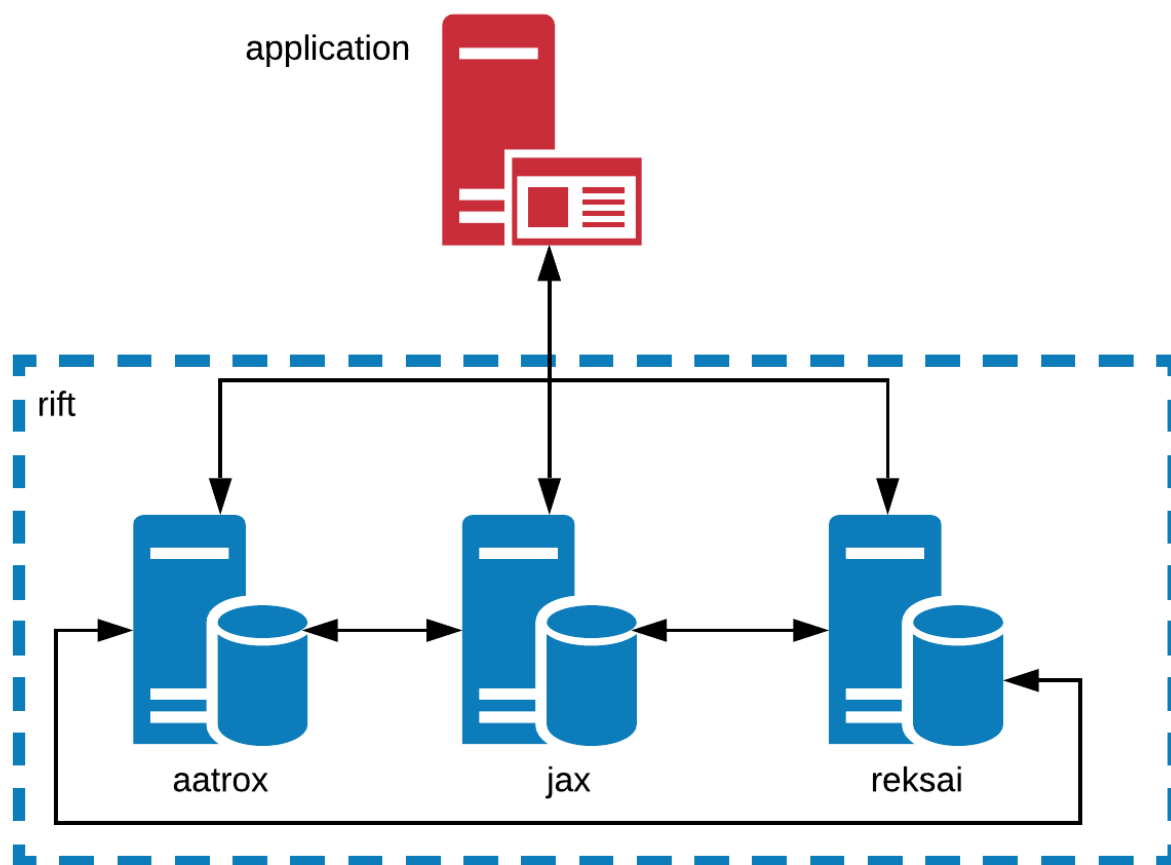 application
rift
aatrox
jax
reksai